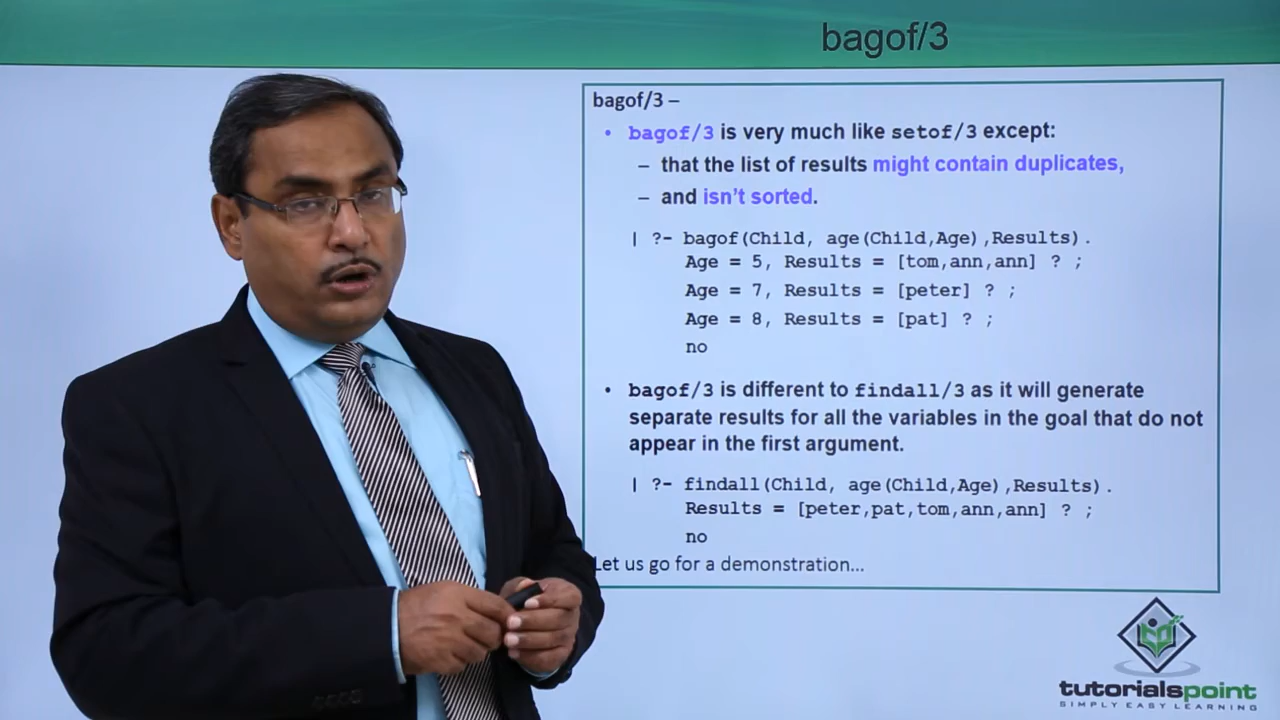 bagof/3
bagof/3 –
• bagof/3 is very much like setof/3 except:
– that the list of results might contain duplicates,
– and isn't sorted.
| ?- bagof(Child, age(Child,Age),Results).
Age = 5, Results = [tom,ann,ann] ? ;
Age = 7, Results = [peter] ? ;
Age = 8, Results = [pat] ? ;
no
• bagof/3 is different to findall/3 as it will generate
separate results for all the variables in the goal that do not
appear in the first argument.
| ?- findall(Child, age(Child,Age),Results).
Results = [peter,pat,tom,ann,ann] ? ;
no
Let us go for a demonstration...
tutorialspoint
SIMPLY EASY LEARNING